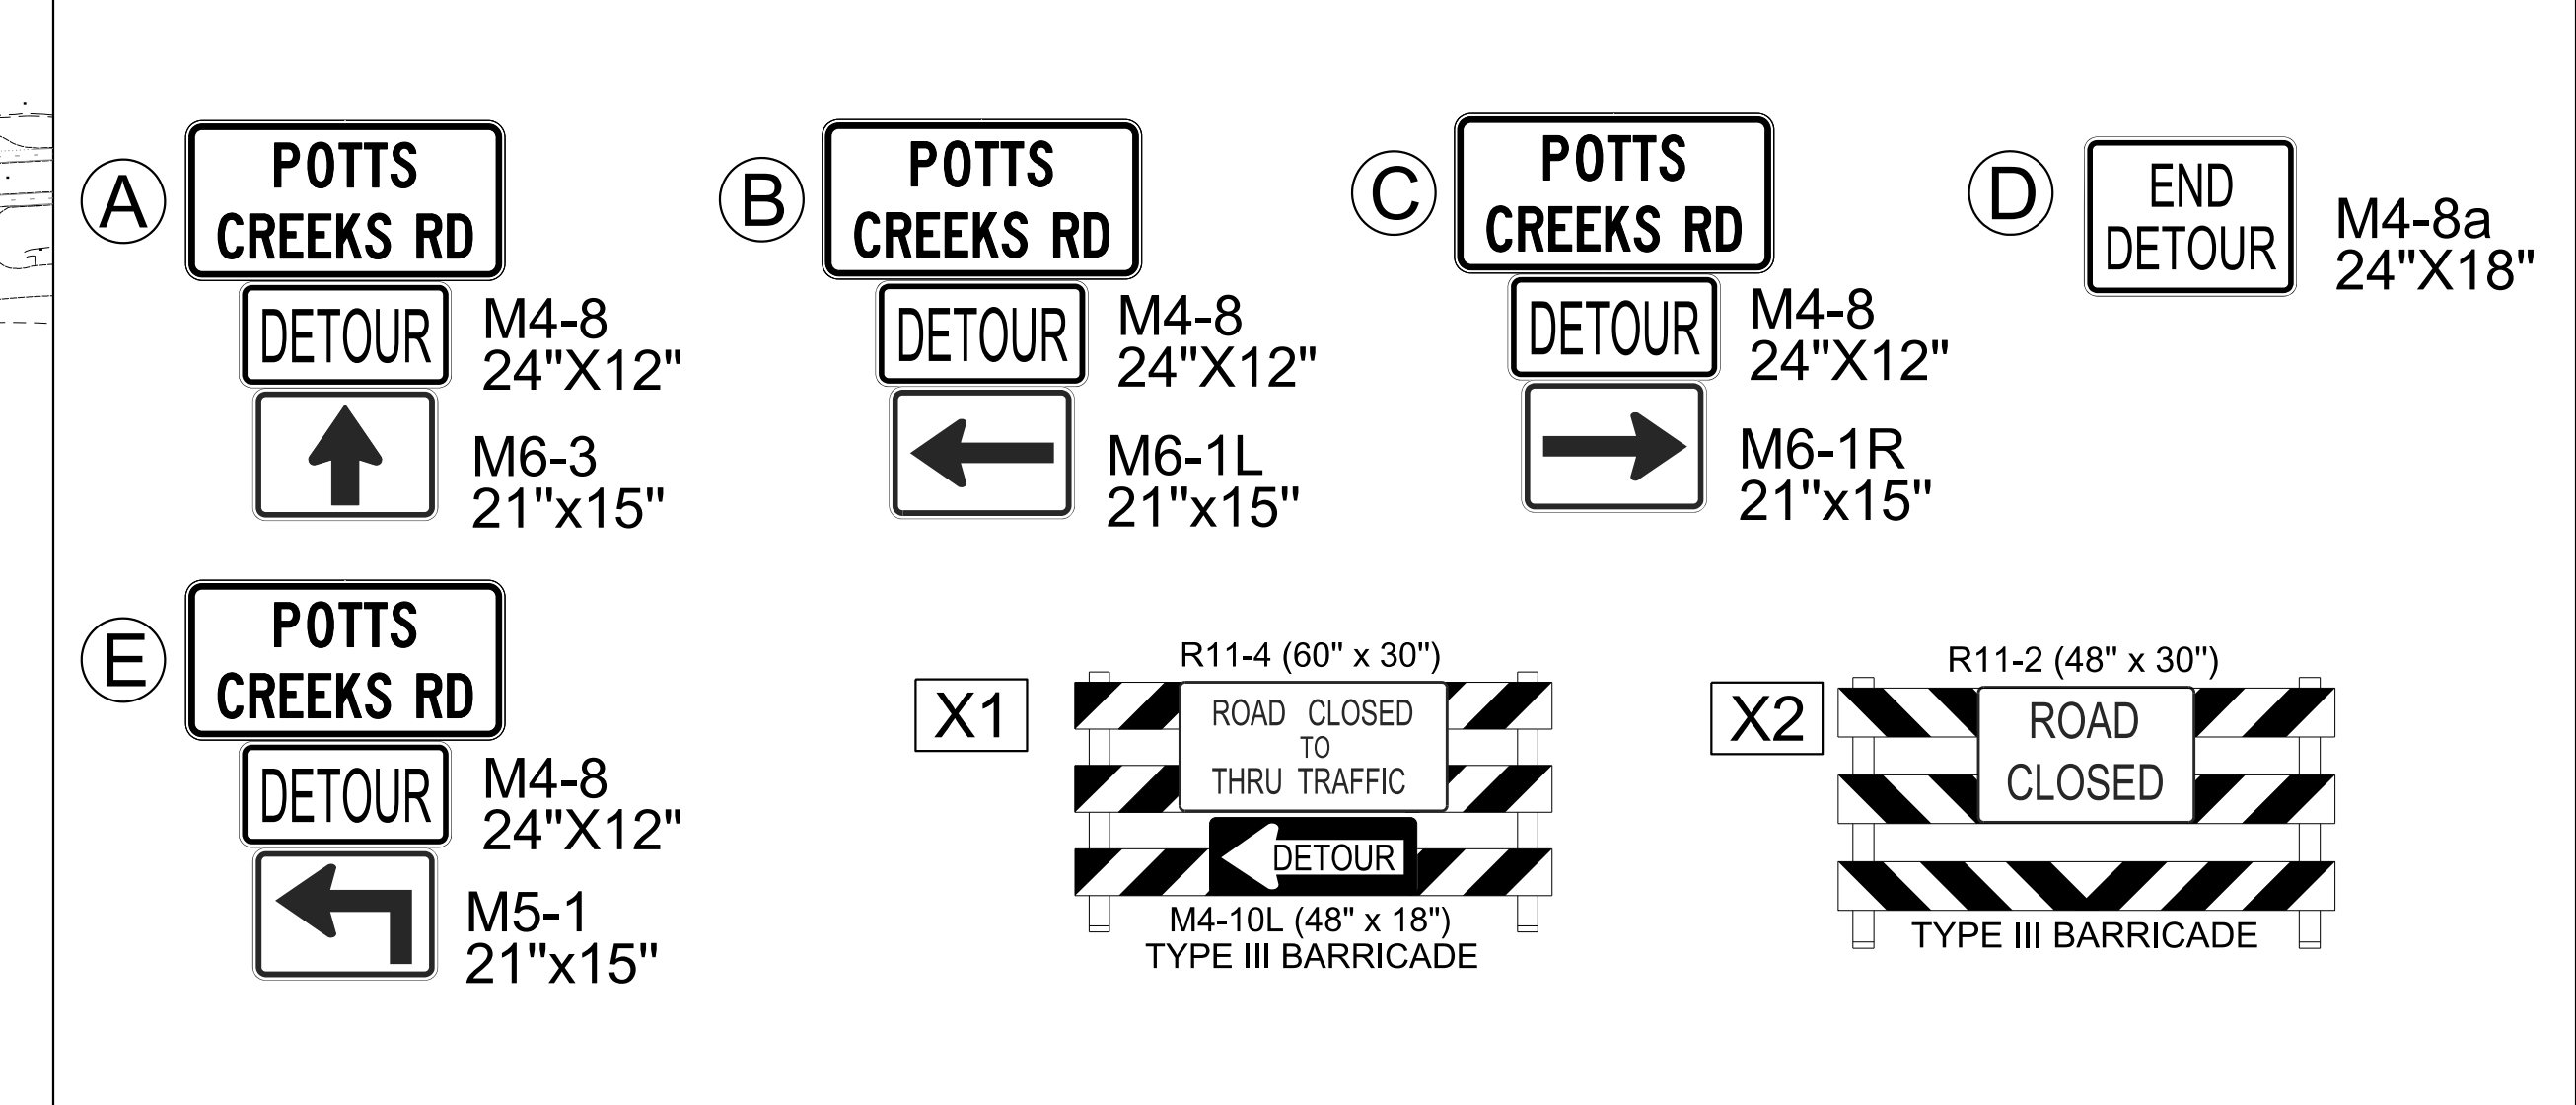 A
POTTS
CREEKS RD
DETOUR
M4-8
24"X12"
M6-3
21"x15"
B
POTTS
CREEKS RD
DETOUR
M4-8
24"X12"
M6-1L
21"x15"
C
POTTS
CREEKS RD
DETOUR
M4-8
24"X12"
M6-1R
21"x15"
D
END
DETOUR
M4-8a
24"X18"
E
POTTS
CREEKS RD
DETOUR
M4-8
24"X12"
M5-1
21"x15"
X1
R11-4 (60" x 30")
ROAD CLOSED
TO
THRU TRAFFIC
DETOUR
M4-10L (48" x 18")
TYPE III BARRICADE
X2
R11-2 (48" x 30")
ROAD
CLOSED
TYPE III BARRICADE